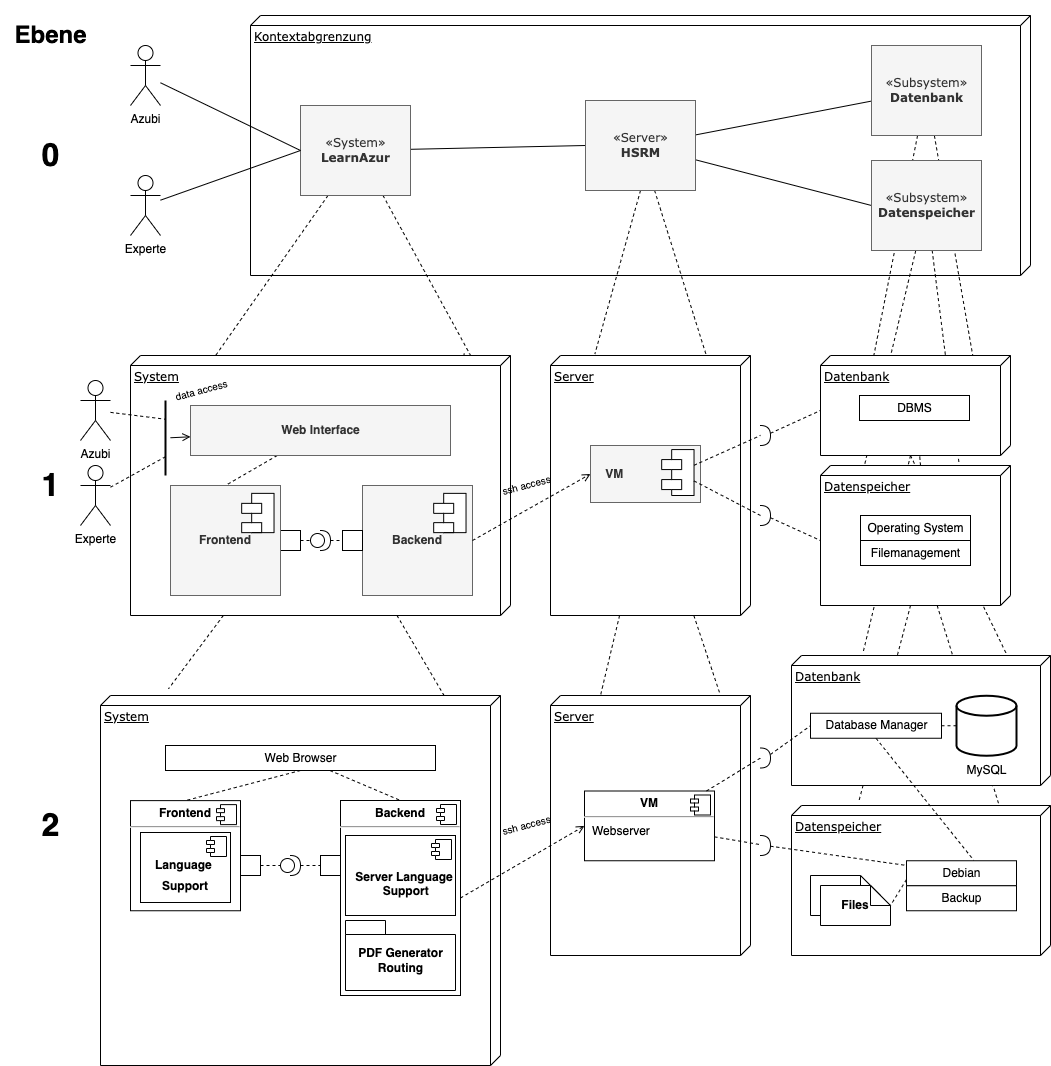 Ebene
Kontextabgrenzung
Azubi
Experte
0
«System»
LearnAzur
«Server»
HSRM
«Subsystem»
Datenbank
«Subsystem»
Datenspeicher
1
Azubi
Experte
System
data access
Web Interface
Frontend
Backend
ssh access
Server
VM
Datenbank
DBMS
Datenspeicher
Operating System
Filemanagement
2
System
Web Browser
Frontend
Language
Support
Backend
Server Language
Support
PDF Generator
Routing
ssh access
Server
VM
Webserver
Datenbank
Database Manager
MySQL
Datenspeicher
Debian
Backup
Files